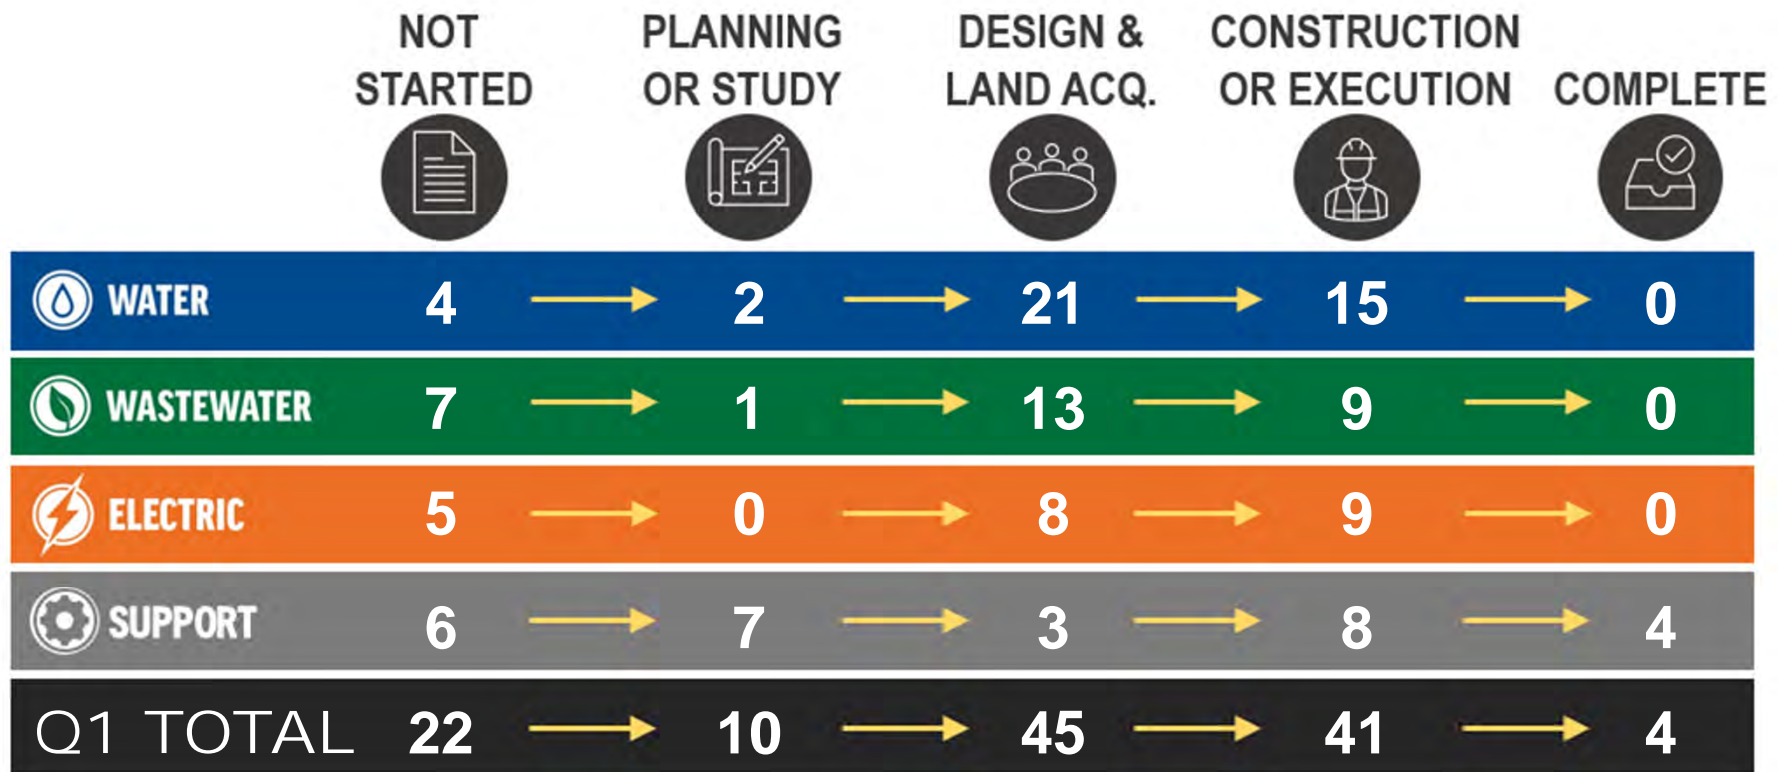 NOT STARTED
PLANNING OR STUDY
DESIGN & LAND ACQ.
CONSTRUCTION OR EXECUTION
COMPLETE
WATER 4 2 21 15 0
WASTEWATER 7 1 13 9 0
ELECTRIC 5 0 8 9 0
SUPPORT 6 7 3 8 4
Q1 TOTAL 22 10 45 41 4